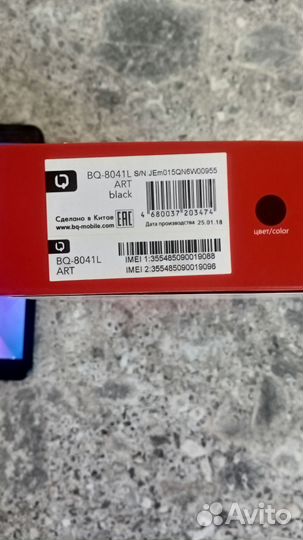 BQ-8041L S/N JEm015QN6W00955
ART
black
Сделано в Китае
www.bq-mobile.com
EAC
4 680037 203474
Дата производства 25.01.18
цвет/color
BQ-8041L
ART
IMEI 1:355485090019088
IMEI 2:355485090019096
Avito